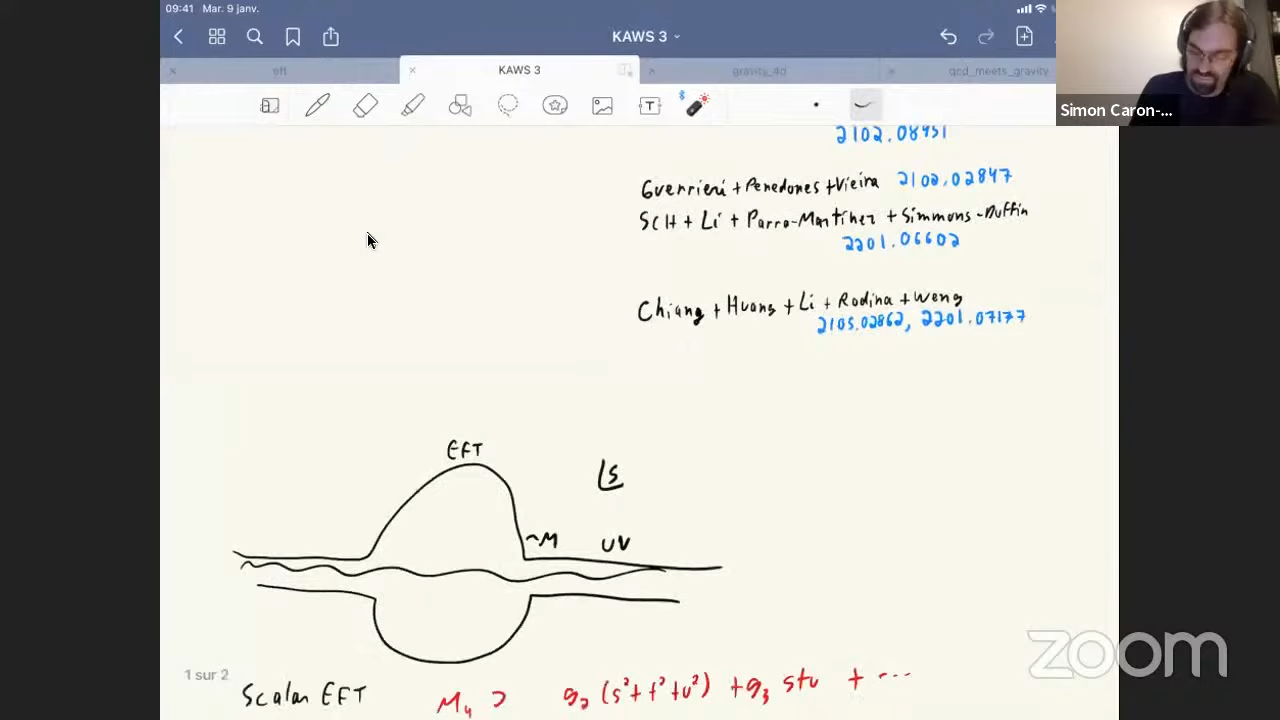 09:41 Mar. 9 janv.
KAWS 3
eft
KAWS 3
gravity_4d
qcd_meets_gravity
Simon Caron-...
2102.08951
Guerrieri + Penedones + Vieira 2102.02847
SCH + Li + Parra-Martinez + Simmons-Duffin
2201.06602
Chiang + Huang + Li + Rodina + Weng
2105.02862, 2201.07177
EFT
s
~M
UV
1 sur 2
Scalar EFT M₄ ⊃ g₂ (s²+t²+u²) + g₃ stu + ...
zoom